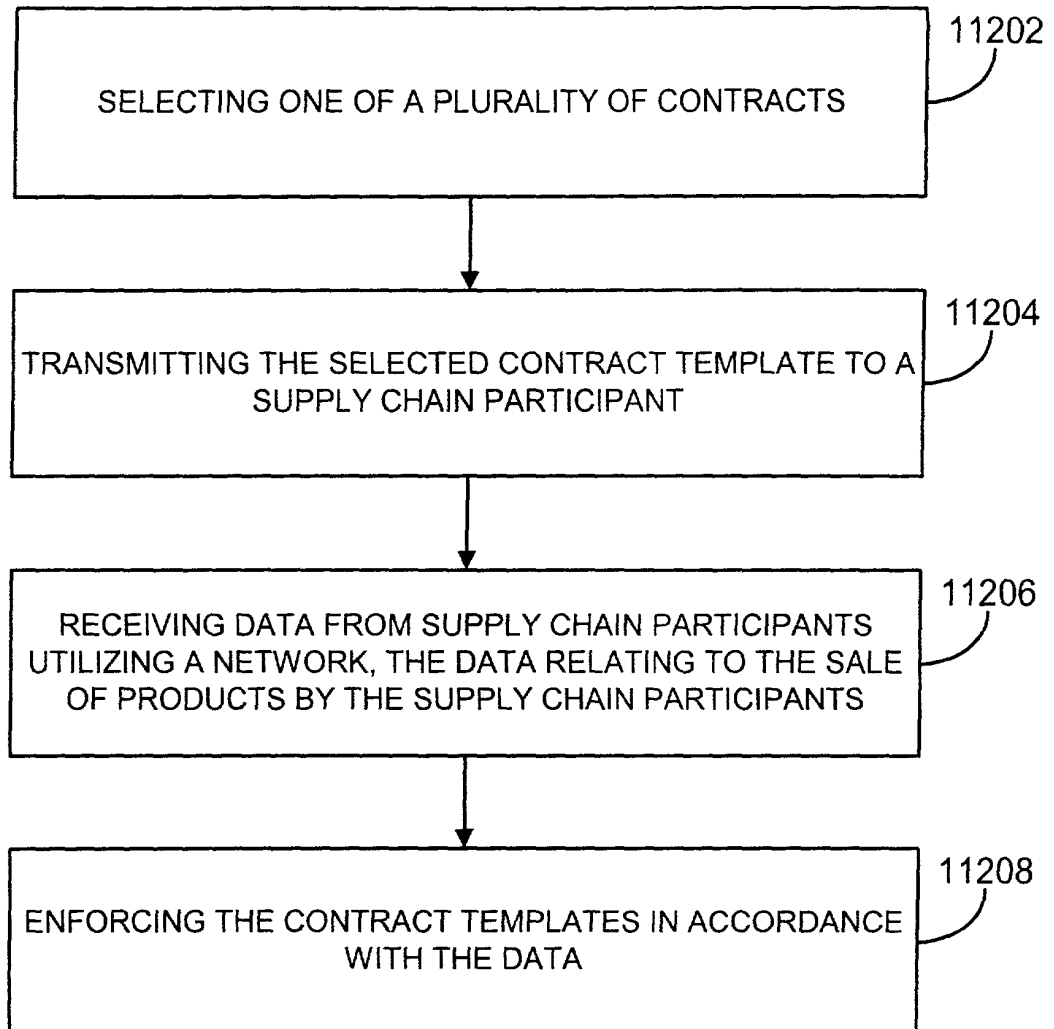 11202
SELECTING ONE OF A PLURALITY OF CONTRACTS
11204
TRANSMITTING THE SELECTED CONTRACT TEMPLATE TO A
SUPPLY CHAIN PARTICIPANT
11206
RECEIVING DATA FROM SUPPLY CHAIN PARTICIPANTS
UTILIZING A NETWORK, THE DATA RELATING TO THE SALE
OF PRODUCTS BY THE SUPPLY CHAIN PARTICIPANTS
11208
ENFORCING THE CONTRACT TEMPLATES IN ACCORDANCE
WITH THE DATA